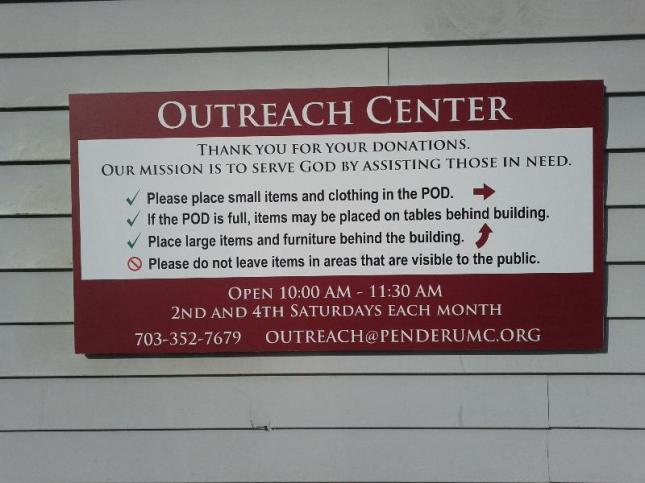 OUTREACH CENTER
THANK YOU FOR YOUR DONATIONS.
OUR MISSION IS TO SERVE GOD BY ASSISTING THOSE IN NEED.
Please place small items and clothing in the POD.
If the POD is full, items may be placed on tables behind building.
Place large items and furniture behind the building.
Please do not leave items in areas that are visible to the public.
OPEN 10:00 AM - 11:30 AM
2ND AND 4TH SATURDAYS EACH MONTH
703-352-7679 OUTREACH@PENDERUMC.ORG